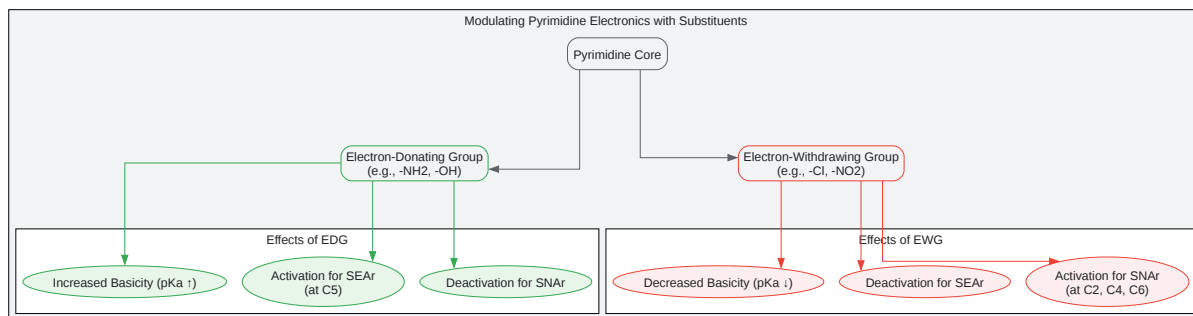 Modulating Pyrimidine Electronics with Substituents
Pyrimidine Core
Electron-Donating Group
(e.g., -NH2, -OH)
Electron-Withdrawing Group
(e.g., -Cl, -NO2)
Effects of EDG
Increased Basicity (pKa ↑)
Activation for SEAr
(at C5)
Deactivation for SNAr
Effects of EWG
Decreased Basicity (pKa ↓)
Deactivation for SEAr
Activation for SNAr
(at C2, C4, C6)